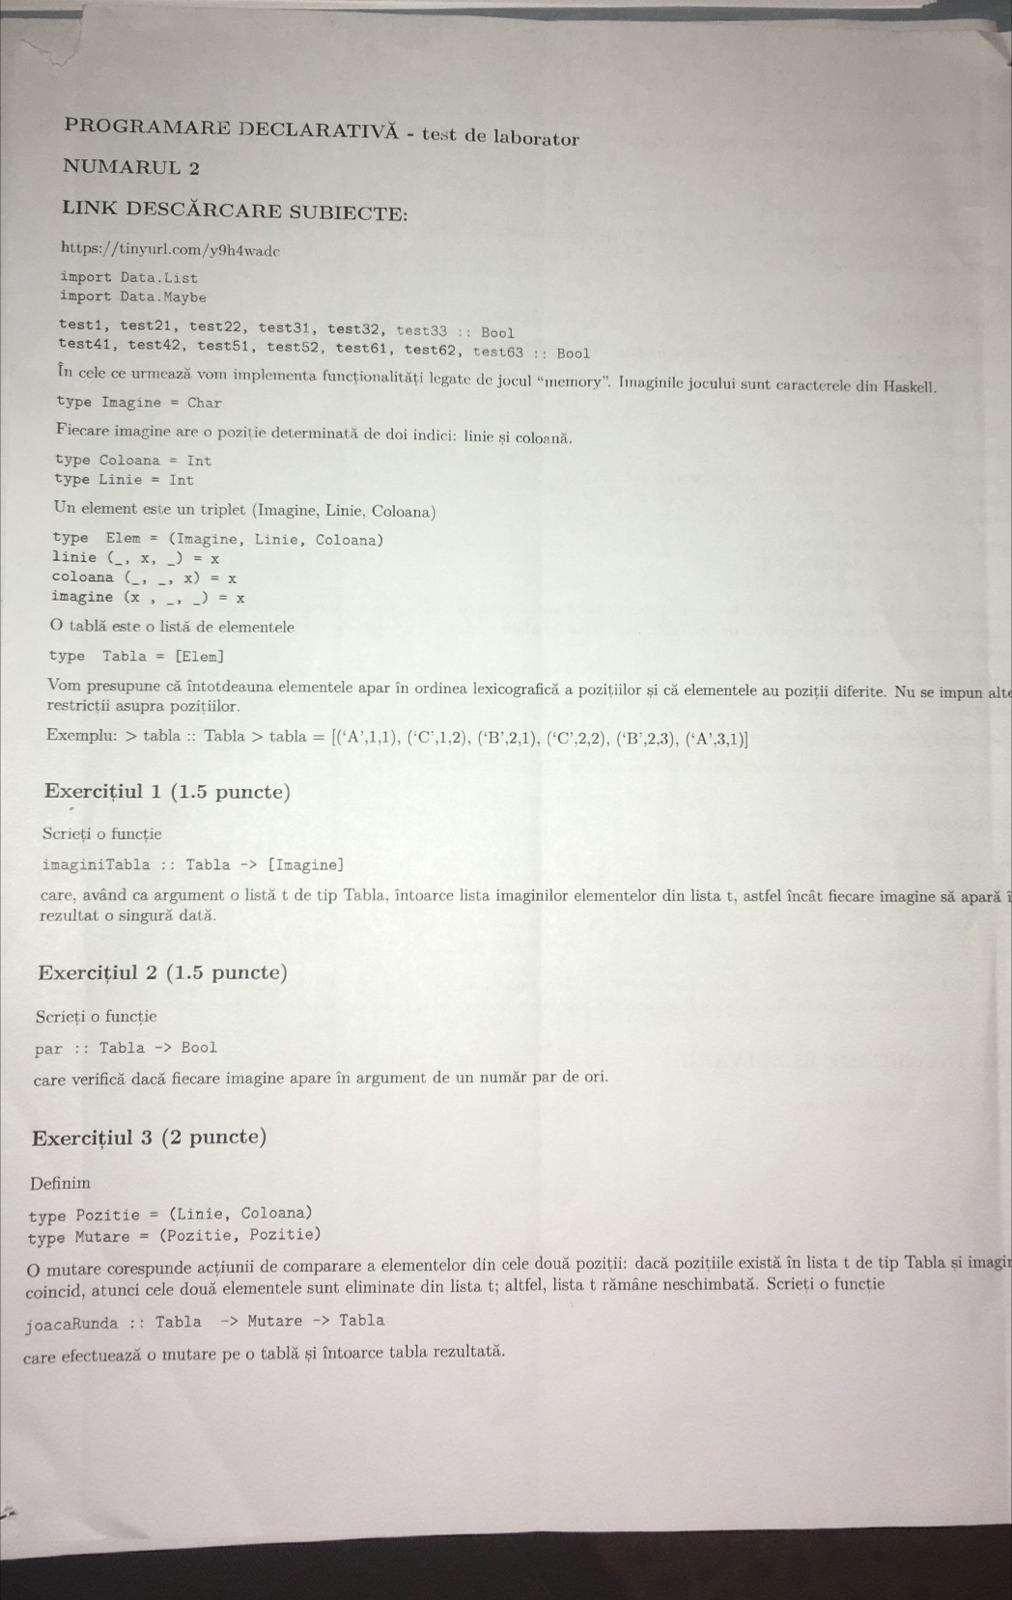 PROGRAMARE DECLARATIVĂ - test de laborator
NUMARUL 2
LINK DESCĂRCARE SUBIECTE:
https://tinyurl.com/y9h4wadc
import Data.List
import Data.Maybe
test1, test21, test22, test31, test32, test33 :: Bool
test41, test42, test51, test52, test61, test62, test63 :: Bool
În cele ce urmează vom implementa funcționalități legate de jocul “memory”. Imaginile jocului sunt caracterele din Haskell.
type Imagine = Char
Fiecare imagine are o poziție determinată de doi indici: linie și coloană.
type Coloana = Int
type Linie = Int
Un element este un triplet (Imagine, Linie, Coloana)
type  Elem = (Imagine, Linie, Coloana)
linie (_, x, _) = x
coloana (_, _, x) = x
imagine (x , _, _) = x
O tablă este o listă de elementele
type  Tabla = [Elem]
Vom presupune că întotdeauna elementele apar în ordinea lexicografică a pozițiilor și că elementele au poziții diferite. Nu se impun alte
restricții asupra pozițiilor.
Exemplu: > tabla :: Tabla > tabla = [(‘A’,1,1), (‘C’,1,2), (‘B’,2,1), (‘C’,2,2), (‘B’,2,3), (‘A’,3,1)]
Exercițiul 1 (1.5 puncte)
Scrieți o funcție
imaginiTabla :: Tabla -> [Imagine]
care, având ca argument o listă t de tip Tabla, întoarce lista imaginilor elementelor din lista t, astfel încât fiecare imagine să apară
rezultat o singură dată.
Exercițiul 2 (1.5 puncte)
Scrieți o funcție
par :: Tabla -> Bool
care verifică dacă fiecare imagine apare în argument de un număr par de ori.
Exercițiul 3 (2 puncte)
Definim
type Pozitie = (Linie, Coloana)
type Mutare = (Pozitie, Pozitie)
O mutare corespunde acțiunii de comparare a elementelor din cele două poziții: dacă pozițiile există în lista t de tip Tabla și
coincid, atunci cele două elementele sunt eliminate din lista t; altfel, lista t rămâne neschimbată. Scrieți o funcție
joacaRunda :: Tabla  -> Mutare -> Tabla
care efectuează o mutare pe o tablă și întoarce tabla rezultată.